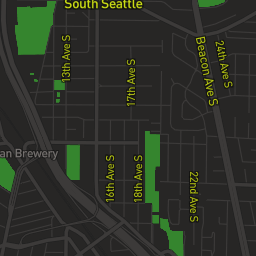 South Seattle
13th Ave S
17th Ave S
Beacon Ave S
24th Ave S
an Brewery
16th Ave S
18th Ave S
22nd Ave S